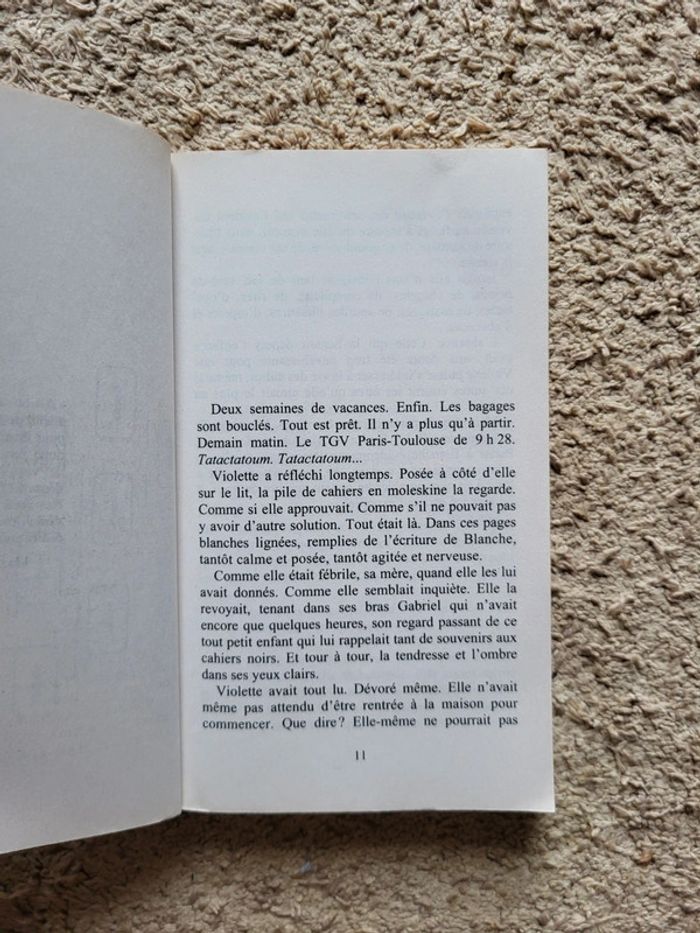 Deux semaines de vacances. Enfin. Les bagages
sont bouclés. Tout est prêt. Il n’y a plus qu’à partir.
Demain matin. Le TGV Paris-Toulouse de 9 h 28.
Tatactatoum. Tatactatoum...
Violette a réfléchi longtemps. Posée à côté d’elle
sur le lit, la pile de cahiers en moleskine la regarde.
Comme si elle approuvait. Comme s’il ne pouvait pas
y avoir d’autre solution. Tout était là. Dans ces pages
blanches lignées, remplies de l’écriture de Blanche,
tantôt calme et posée, tantôt agitée et nerveuse.
Comme elle était fébrile, sa mère, quand elle les lui
avait donnés. Comme elle semblait inquiète. Elle la
revoyait, tenant dans ses bras Gabriel qui n’avait
encore que quelques heures, son regard passant de ce
tout petit enfant qui lui rappelait tant de souvenirs aux
cahiers noirs. Et tour à tour, la tendresse et l’ombre
dans ses yeux clairs.
Violette avait tout lu. Dévoré même. Elle n’avait
même pas attendu d’être rentrée à la maison pour
commencer. Que dire ? Elle-même ne pourrait pas
11